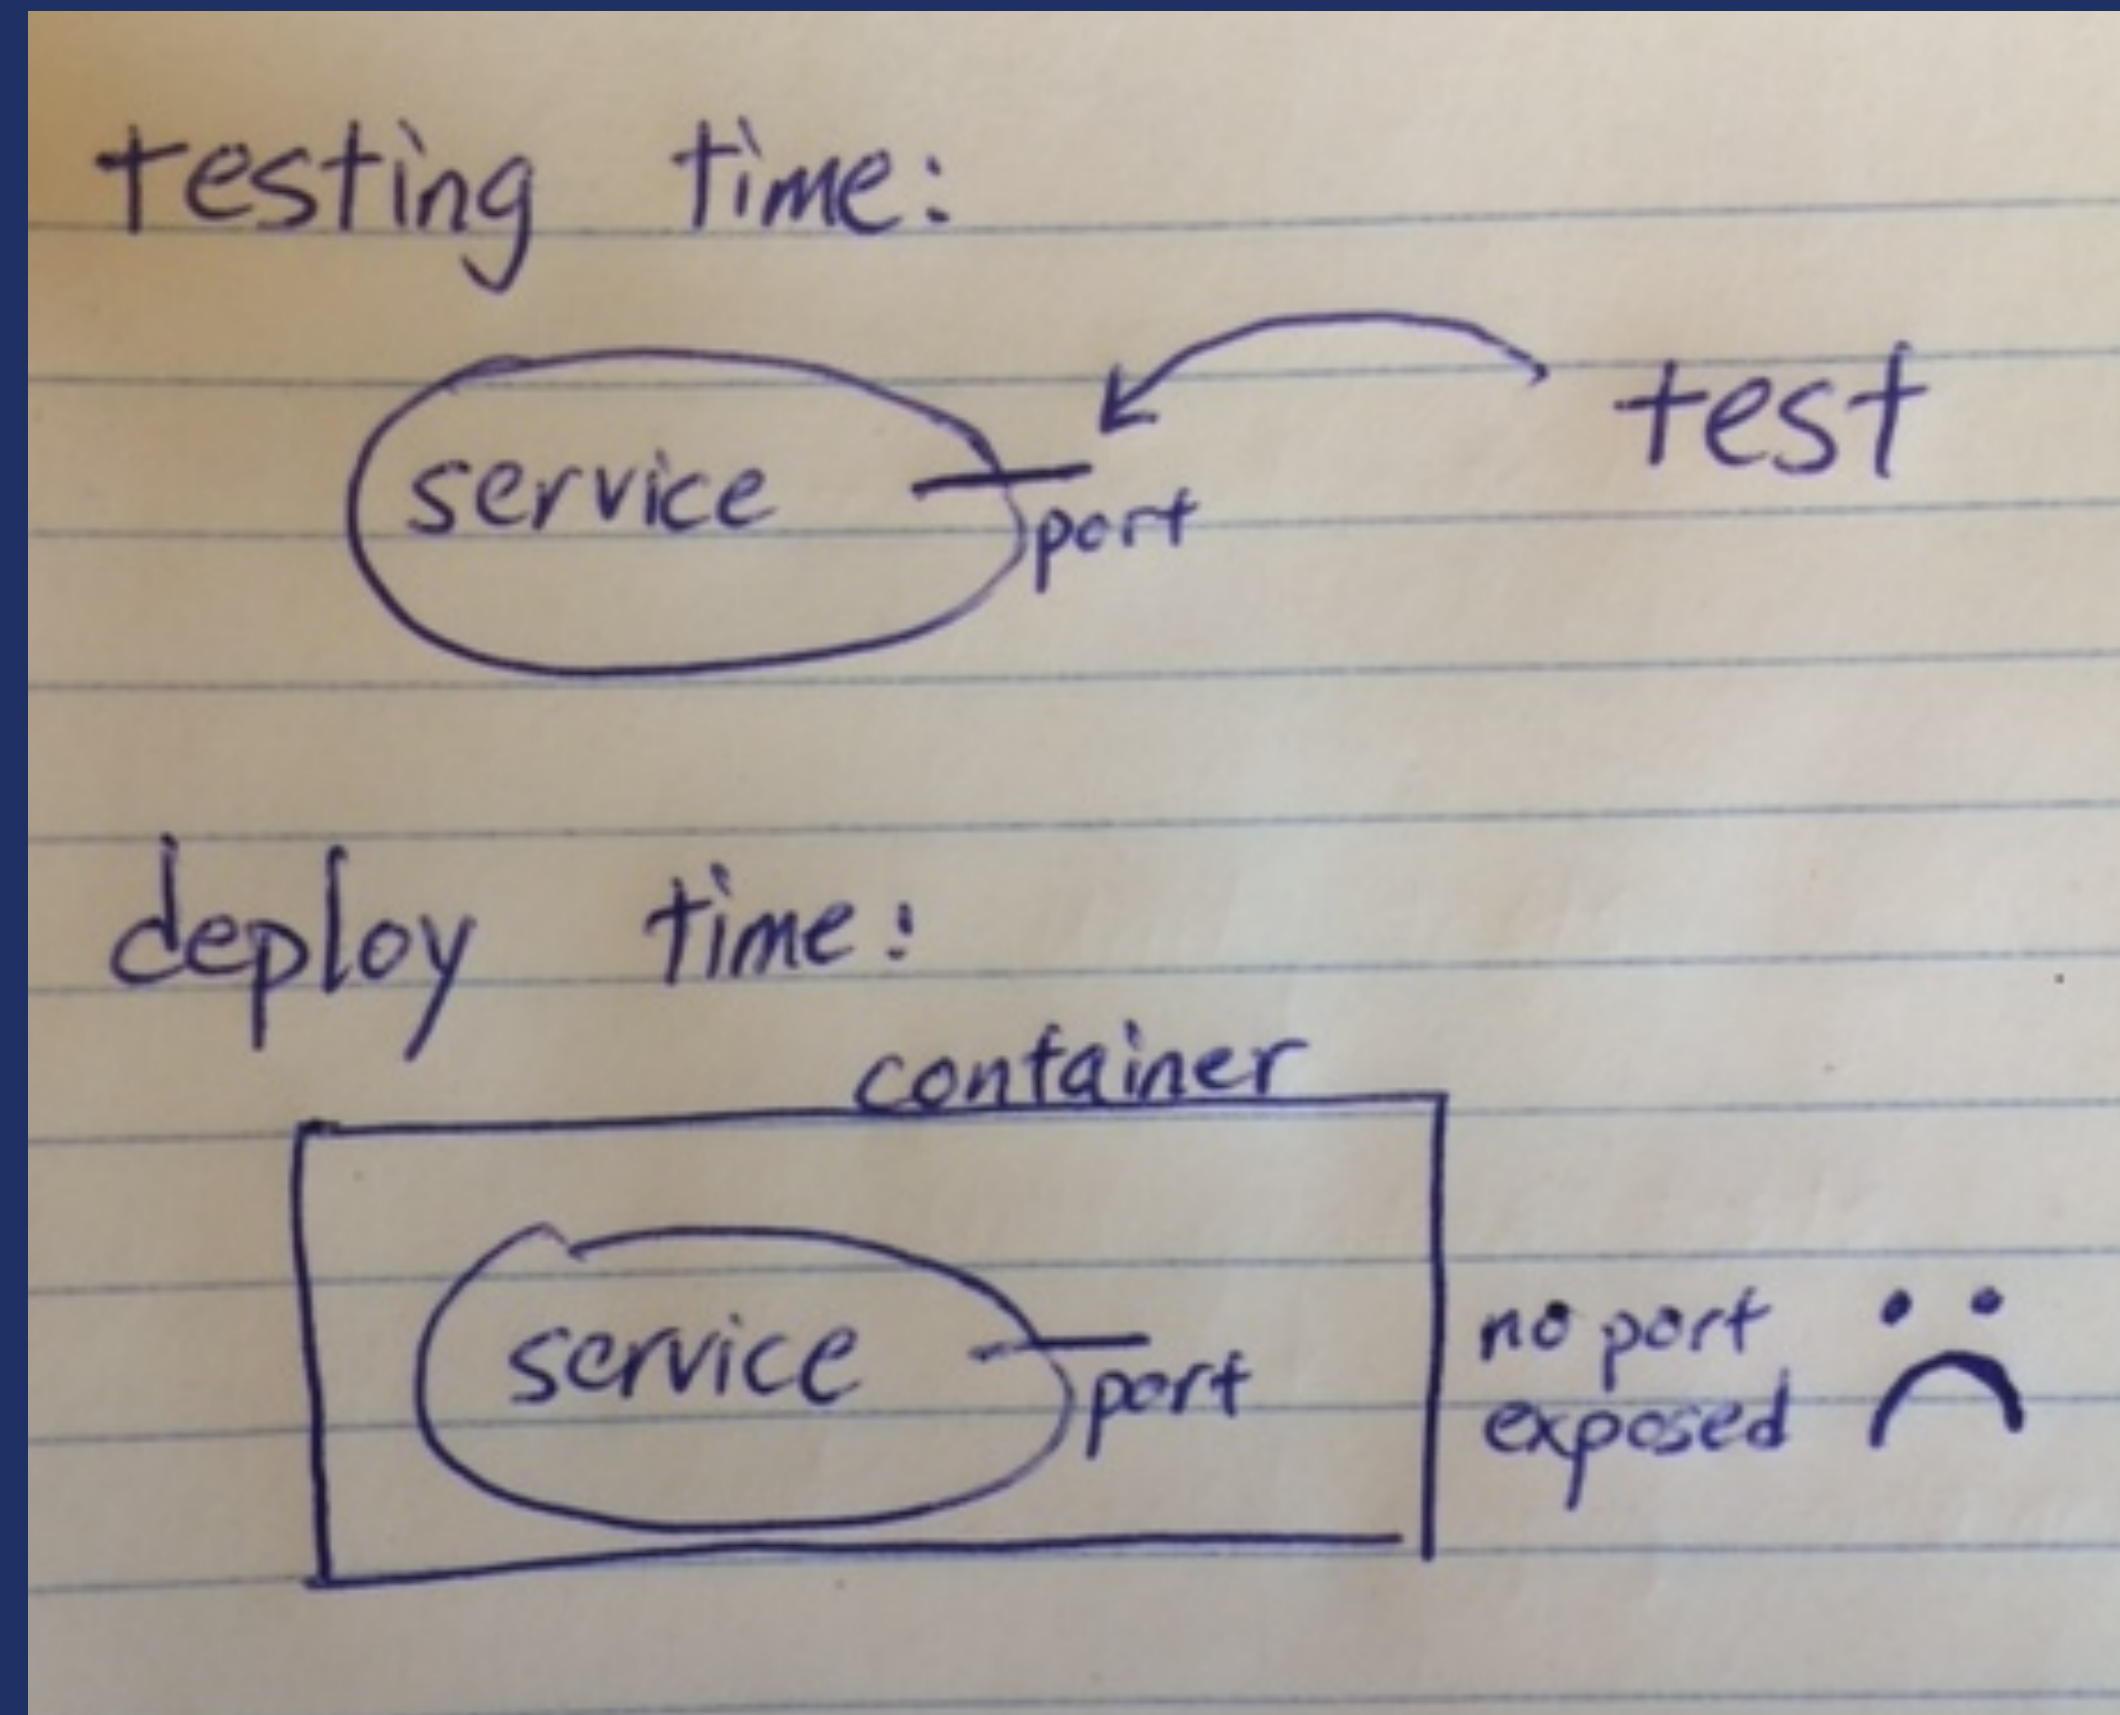 testing time:
test
service
port
deploy time:
container
service
port
no port
exposed